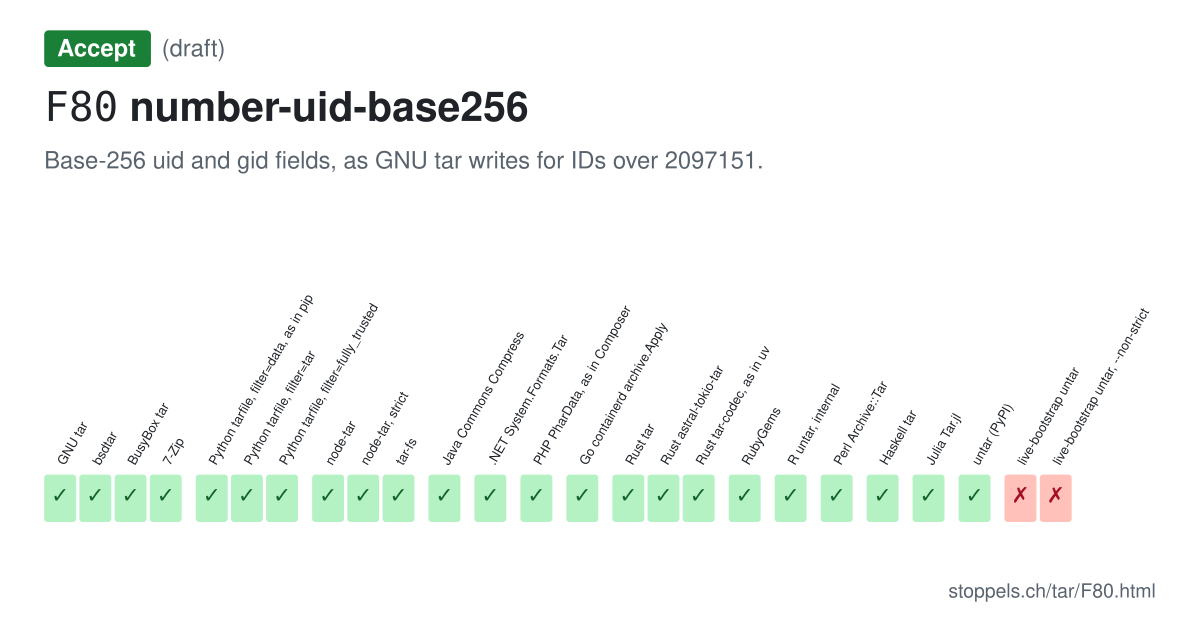 Accept (draft)
F80 number-uid-base256
Base-256 uid and gid fields, as GNU tar writes for IDs over 2097151.
GNU tar
bsdtar
BusyBox tar
7-Zip
Python tarfile, filter=data, as in pip
Python tarfile, filter=tar
Python tarfile, filter=fully_trusted
node-tar
node-tar, strict
tar-fs
Java Commons Compress
.NET System.Formats.Tar
PHP PharData, as in Composer
Go containerd archive.Apply
Rust tar
Rust astral-tokio-tar
Rust tar-codec, as in uv
RubyGems
R untar, internal
Perl Archive::Tar
Haskell tar
Julia Tar.jl
untar (PyPI)
live-bootstrap untar
live-bootstrap untar, --non-strict
✓ ✓ ✓ ✓ ✓ ✓ ✓ ✓ ✓ ✓ ✓ ✓ ✓ ✓ ✓ ✓ ✓ ✓ ✓ ✓ ✓ ✓ ✓ ✗ ✗
stoppels.ch/tar/F80.html